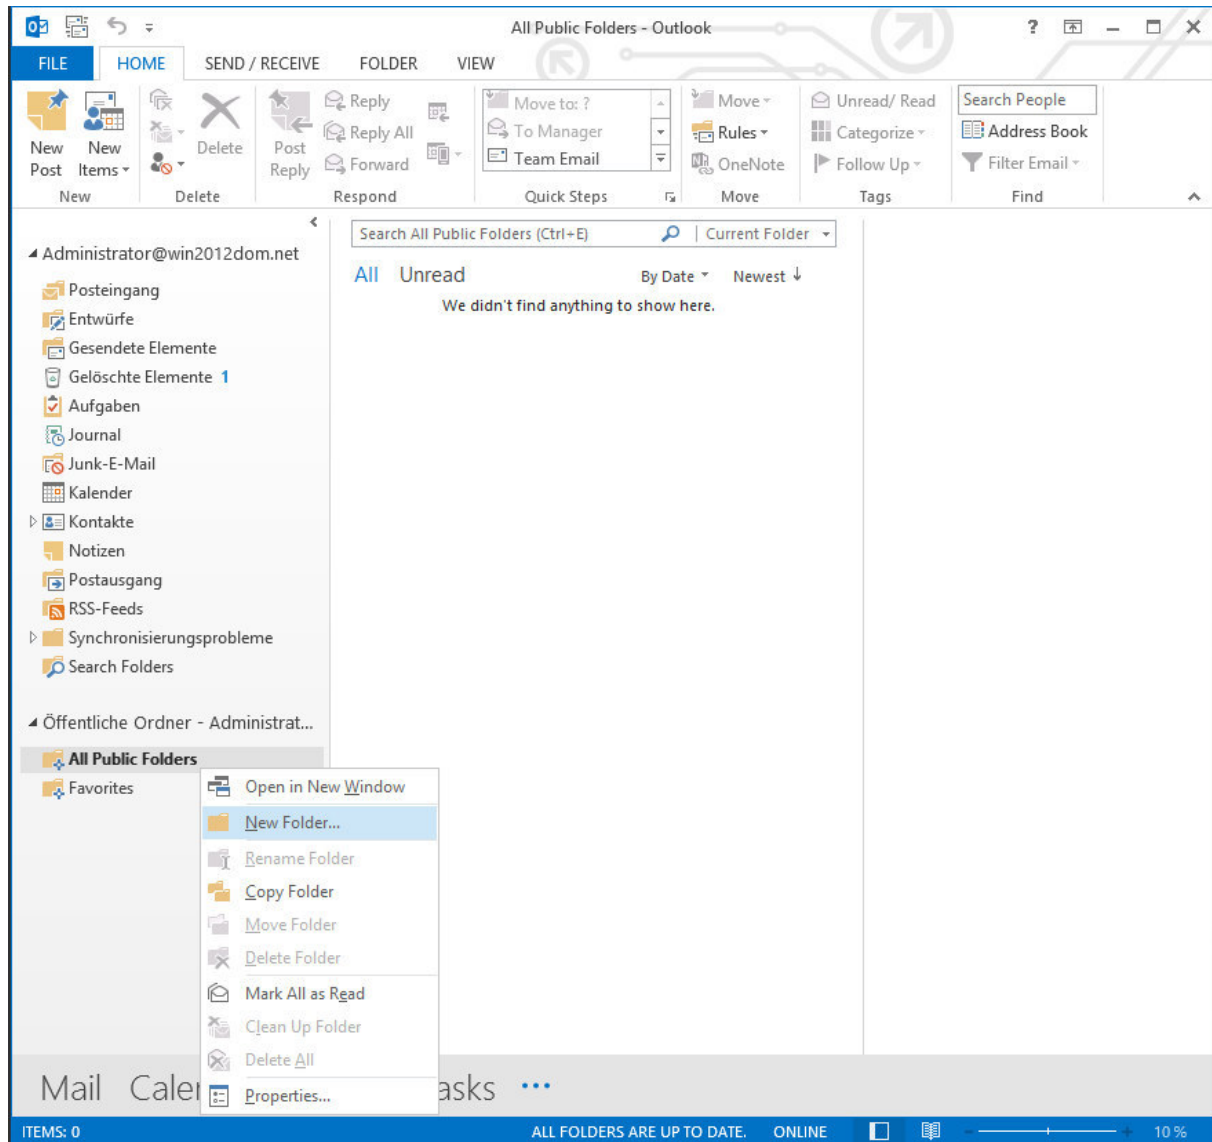 All Public Folders - Outlook
FILE HOME SEND / RECEIVE FOLDER VIEW
New Post
New Items
Delete
Post Reply
Reply
Reply All
Forward
Move to: ?
To Manager
Team Email
Move
Rules
OneNote
Unread/ Read
Categorize
Follow Up
Search People
Address Book
Filter Email
New Delete Respond Quick Steps Move Tags Find
Administrator@win2012dom.net
Posteingang
Entwürfe
Gesendete Elemente
Gelöschte Elemente 1
Aufgaben
Journal
Junk-E-Mail
Kalender
Kontakte
Notizen
Postausgang
RSS-Feeds
Synchronisierungsprobleme
Search Folders
Öffentliche Ordner - Administrat...
All Public Folders
Favorites
Search All Public Folders (Ctrl+E) Current Folder
All Unread By Date Newest
We didn't find anything to show here.
Open in New Window
New Folder...
Rename Folder
Copy Folder
Move Folder
Delete Folder
Mark All as Read
Clean Up Folder
Delete All
Properties...
Mail Caler asks
ITEMS: 0 ALL FOLDERS ARE UP TO DATE. ONLINE 10 %